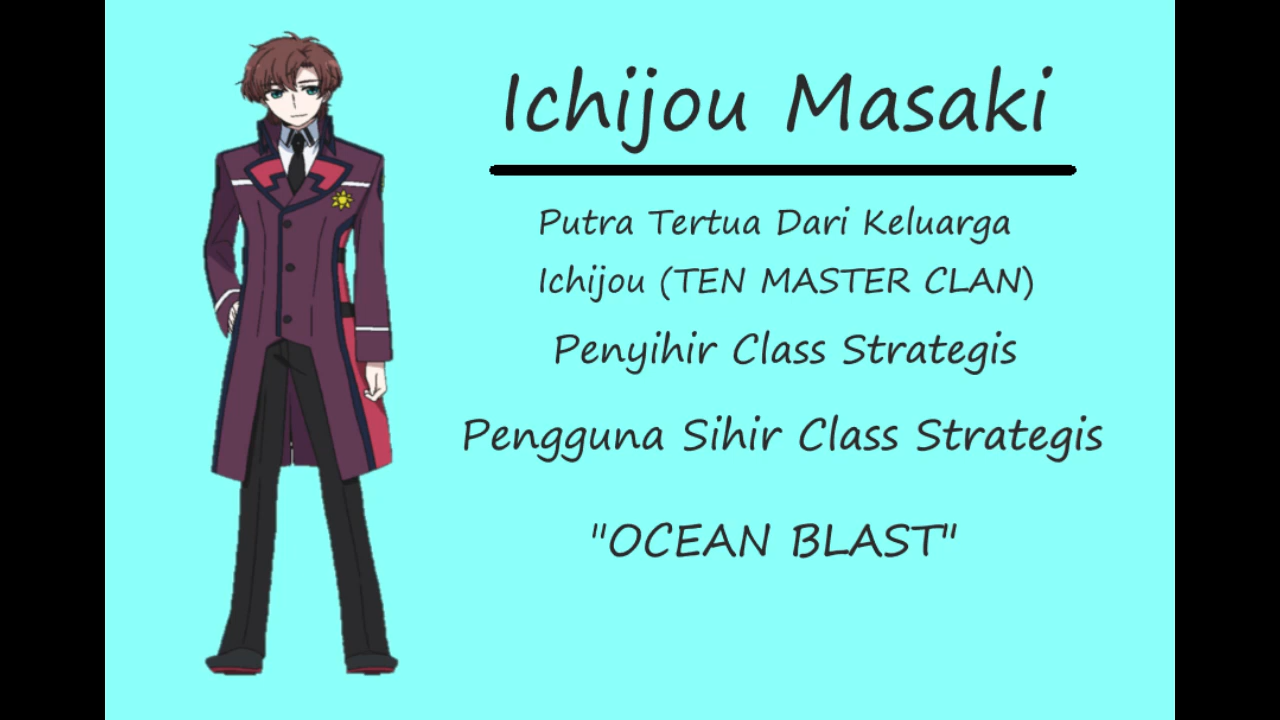 Ichijou Masaki
Putra Tertua Dari Keluarga
Ichijou (TEN MASTER CLAN)
Penyihir Class Strategis
Pengguna Sihir Class Strategis
"OCEAN BLAST"